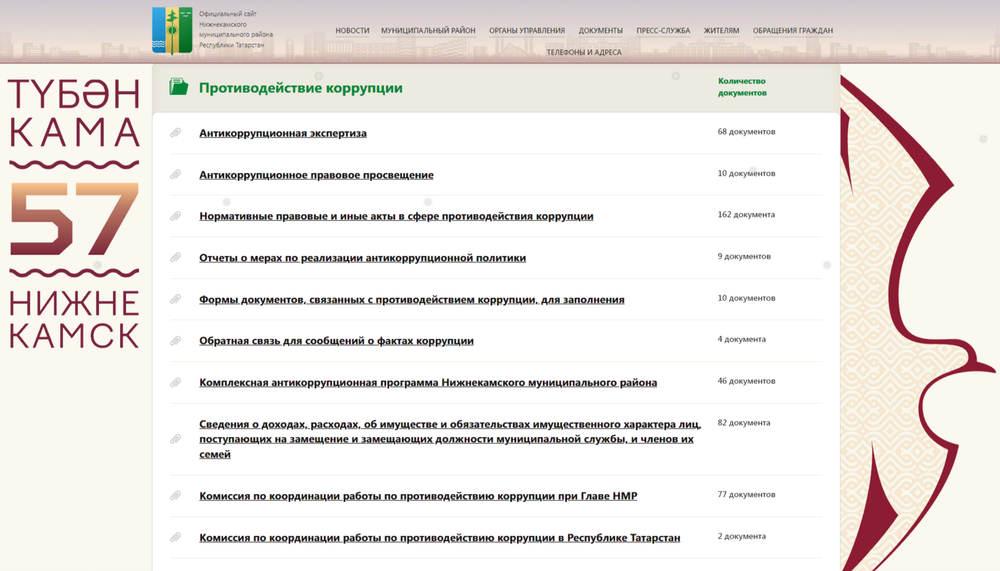 Официальный сайт
Нижнекамского
муниципального района
Республики Татарстан
НОВОСТИ
МУНИЦИПАЛЬНЫЙ РАЙОН
ОРГАНЫ УПРАВЛЕНИЯ
ДОКУМЕНТЫ
ПРЕСС-СЛУЖБА
ЖИТЕЛЯМ
ОБРАЩЕНИЯ ГРАЖДАН
ТЕЛЕФОНЫ И АДРЕСА
ТҮБӘН
КАМА
57
НИЖНЕ
КАМСК
Противодействие коррупции
Количество
документов
Антикоррупционная экспертиза
68 документов
Антикоррупционное правовое просвещение
10 документов
Нормативные правовые и иные акты в сфере противодействия коррупции
162 документа
Отчеты о мерах по реализации антикоррупционной политики
9 документов
Формы документов, связанных с противодействием коррупции, для заполнения
10 документов
Обратная связь для сообщений о фактах коррупции
4 документа
Комплексная антикоррупционная программа Нижнекамского муниципального района
46 документов
Сведения о доходах, расходах, об имуществе и обязательствах имущественного характера лиц,
поступающих на замещение и замещающих должности муниципальной службы, и членов их
семей
82 документа
Комиссия по координации работы по противодействию коррупции при Главе НМР
77 документов
Комиссия по координации работы по противодействию коррупции в Республике Татарстан
2 документа